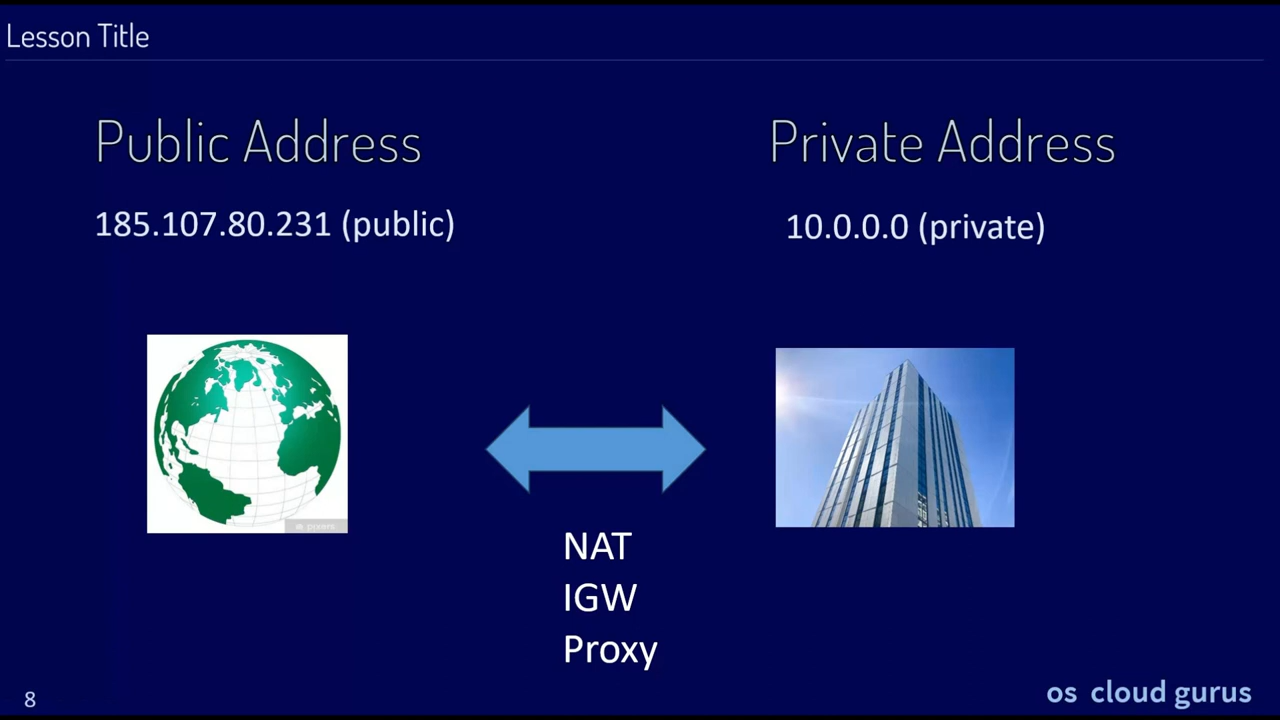 Lesson Title
Public Address
Private Address
185.107.80.231 (public)
10.0.0.0 (private)
NAT
IGW
Proxy
8
os cloud gurus